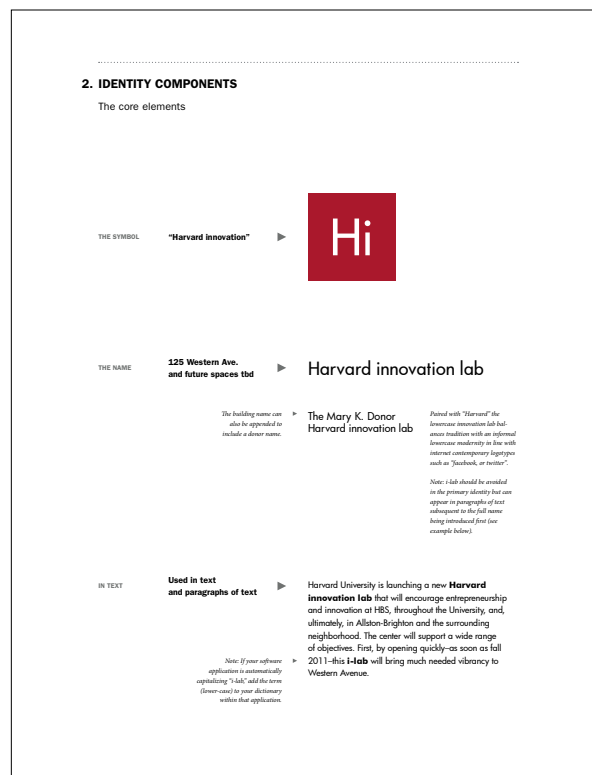 2. IDENTITY COMPONENTS
The core elements
THE SYMBOL
“Harvard innovation”
Hi
THE NAME
125 Western Ave.
and future spaces tbd
Harvard innovation lab
The building name can
also be appended to
include a donor name.
The Mary K. Donor
Harvard innovation lab
Paired with “Harvard” the
lowercase innovation lab bal-
ances tradition with an informal
lowercase modernity in line with
internet contemporary logotypes
such as “facebook, or twitter”.
Note: i-lab should be avoided
in the primary identity but can
appear in paragraphs of text
subsequent to the full name
being introduced first (see
example below).
IN TEXT
Used in text
and paragraphs of text
Harvard University is launching a new Harvard
innovation lab that will encourage entrepreneurship
and innovation at HBS, throughout the University, and,
ultimately, in Allston-Brighton and the surrounding
neighborhood. The center will support a wide range
of objectives. First, by opening quickly–as soon as fall
2011–this i-lab will bring much needed vibrancy to
Western Avenue.
Note: If your software
application is automatically
capitalizing “i-lab,” add the term
(lower-case) to your dictionary
within that application.